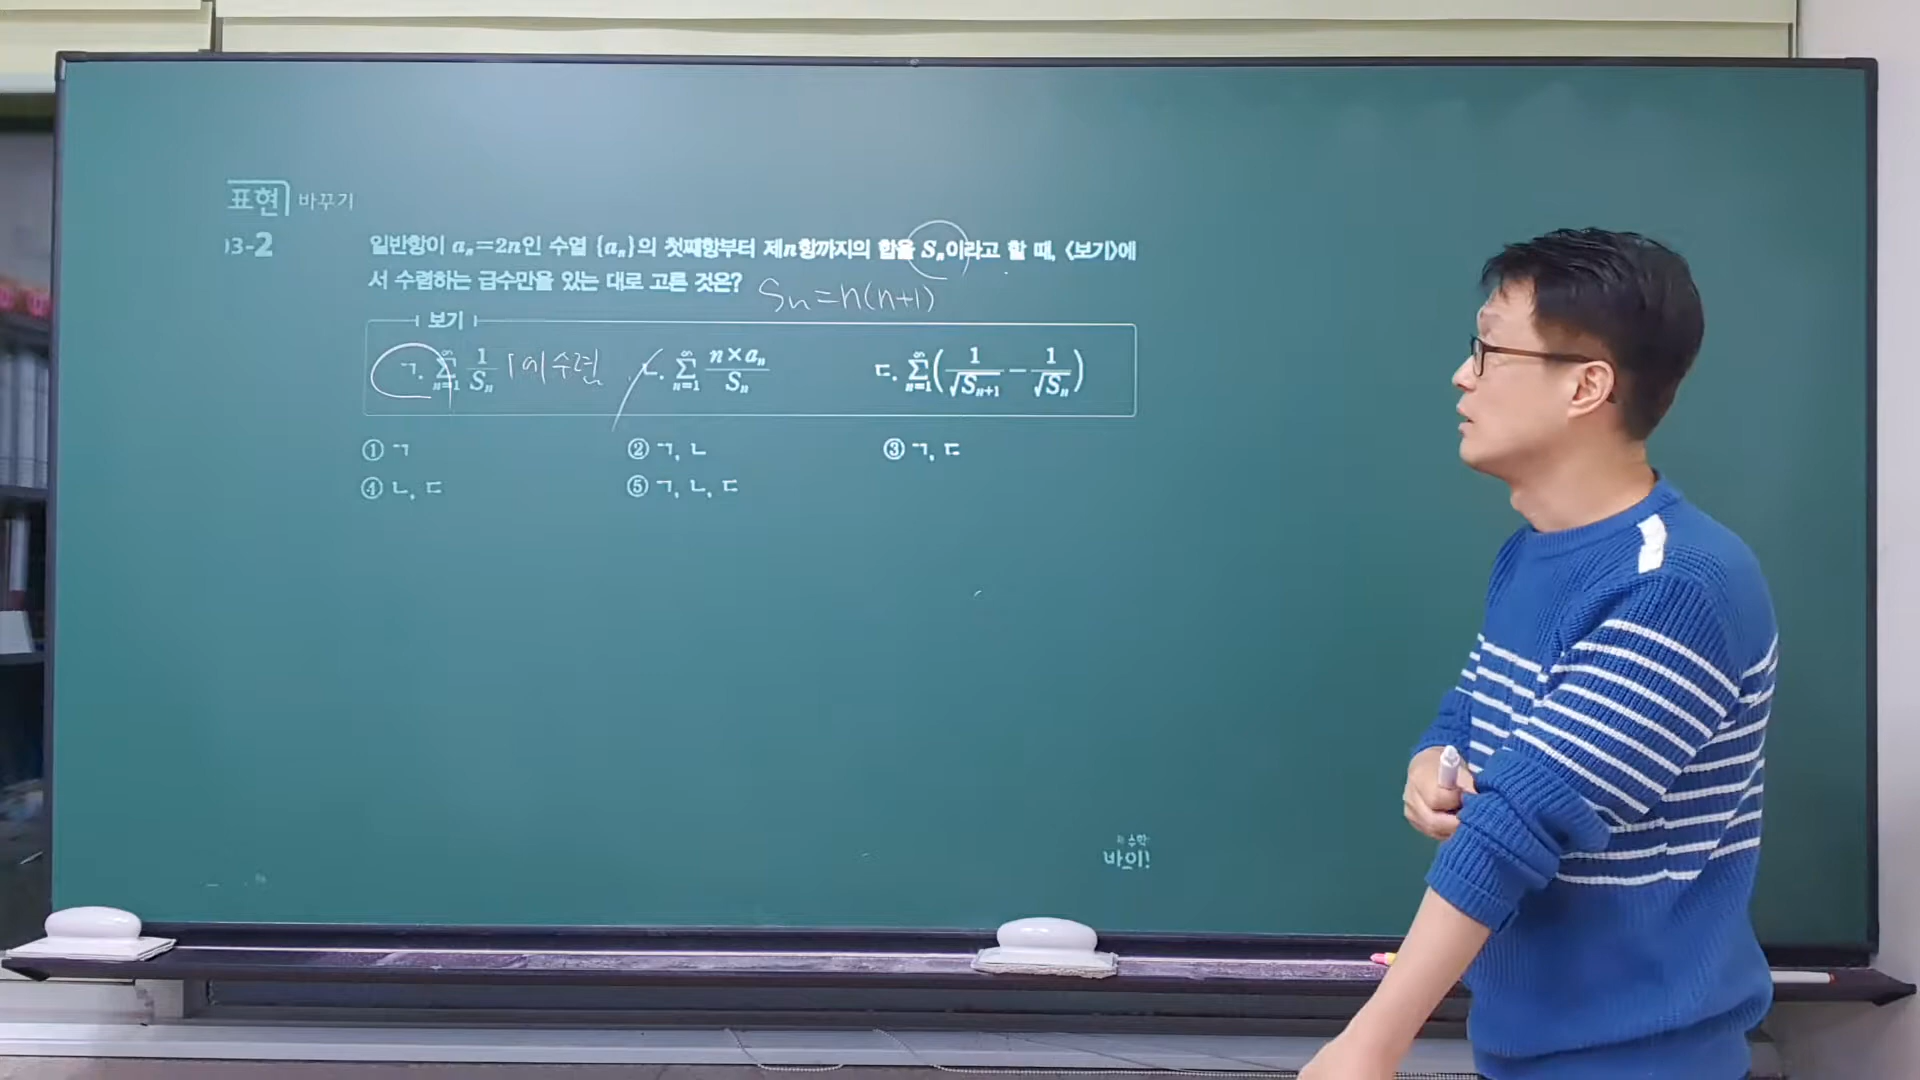 표현 바꾸기
03-2
일반항이 aₙ=2n인 수열 {aₙ}의 첫째항부터 제n항까지의 합을 Sₙ이라고 할 때, 〈보기〉에
서 수렴하는 급수만을 있는 대로 고른 것은? Sn=n(n+1)
보기
ㄱ. ∑_{n=1}^{∞} 1/Sₙ 1에 수렴 ㄴ. ∑_{n=1}^{∞} (n×aₙ)/Sₙ ㄷ. ∑_{n=1}^{∞} (1/√Sₙ₊₁ − 1/√Sₙ)
① ㄱ ② ㄱ, ㄴ ③ ㄱ, ㄷ
④ ㄴ, ㄷ ⑤ ㄱ, ㄴ, ㄷ
수학
바이!